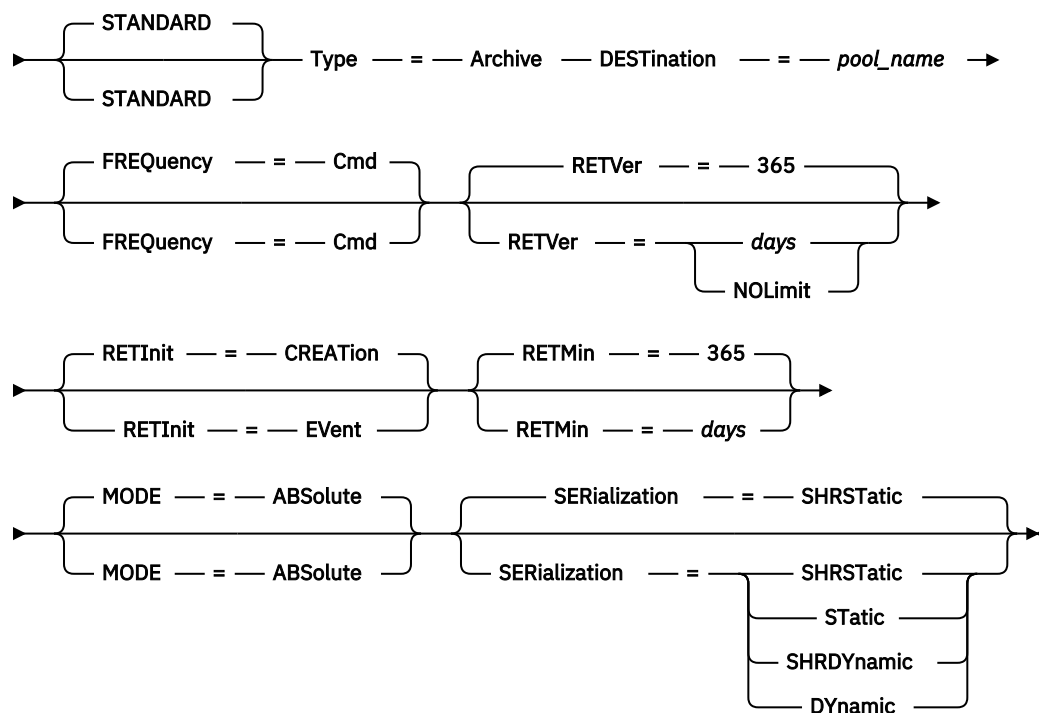 STANDARD
Type = Archive DESTination = pool_name
STANDARD
FREQuency = Cmd RETVer = 365
FREQuency = Cmd RETVer = days
NOLimit
RETInit = CREATion RETMin = 365
RETInit = EVent RETMin = days
MODE = ABSolute SERialization = SHRSTatic
MODE = ABSolute SERialization = SHRSTatic
STatic
SHRDYnamic
DYnamic